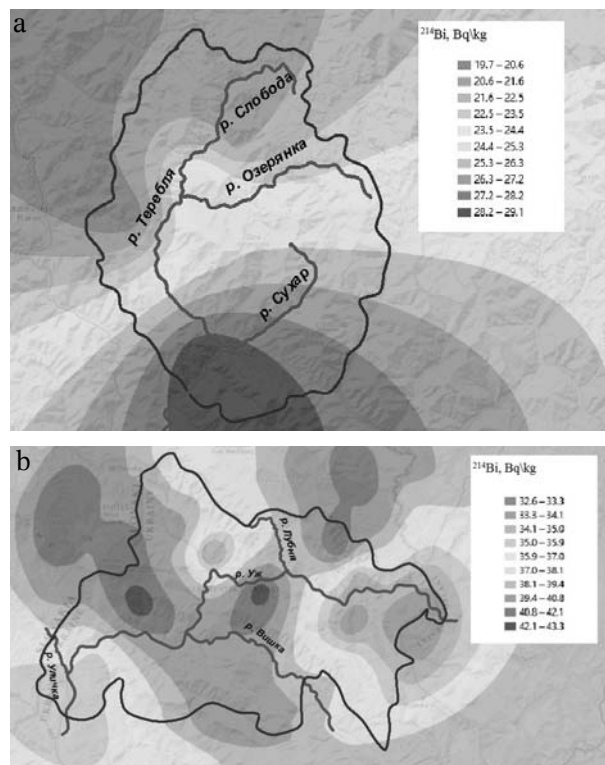 a
²¹⁴Bi, Bq\kg
19.7 – 20.6
20.6 – 21.6
21.6 – 22.5
22.5 – 23.5
23.5 – 24.4
24.4 – 25.3
25.3 – 26.3
26.3 – 27.2
27.2 – 28.2
28.2 – 29.1
р. Слобода
р. Озерянка
р. Теребля
р. Сухар
b
²¹⁴Bi, Bq\kg
32.6 – 33.3
33.3 – 34.1
34.1 – 35.0
35.0 – 35.9
35.9 – 37.0
37.0 – 38.1
38.1 – 39.4
39.4 – 40.8
40.8 – 42.1
42.1 – 43.3
р. Лубня
р. Уж
р. Вишка
р. Уличка